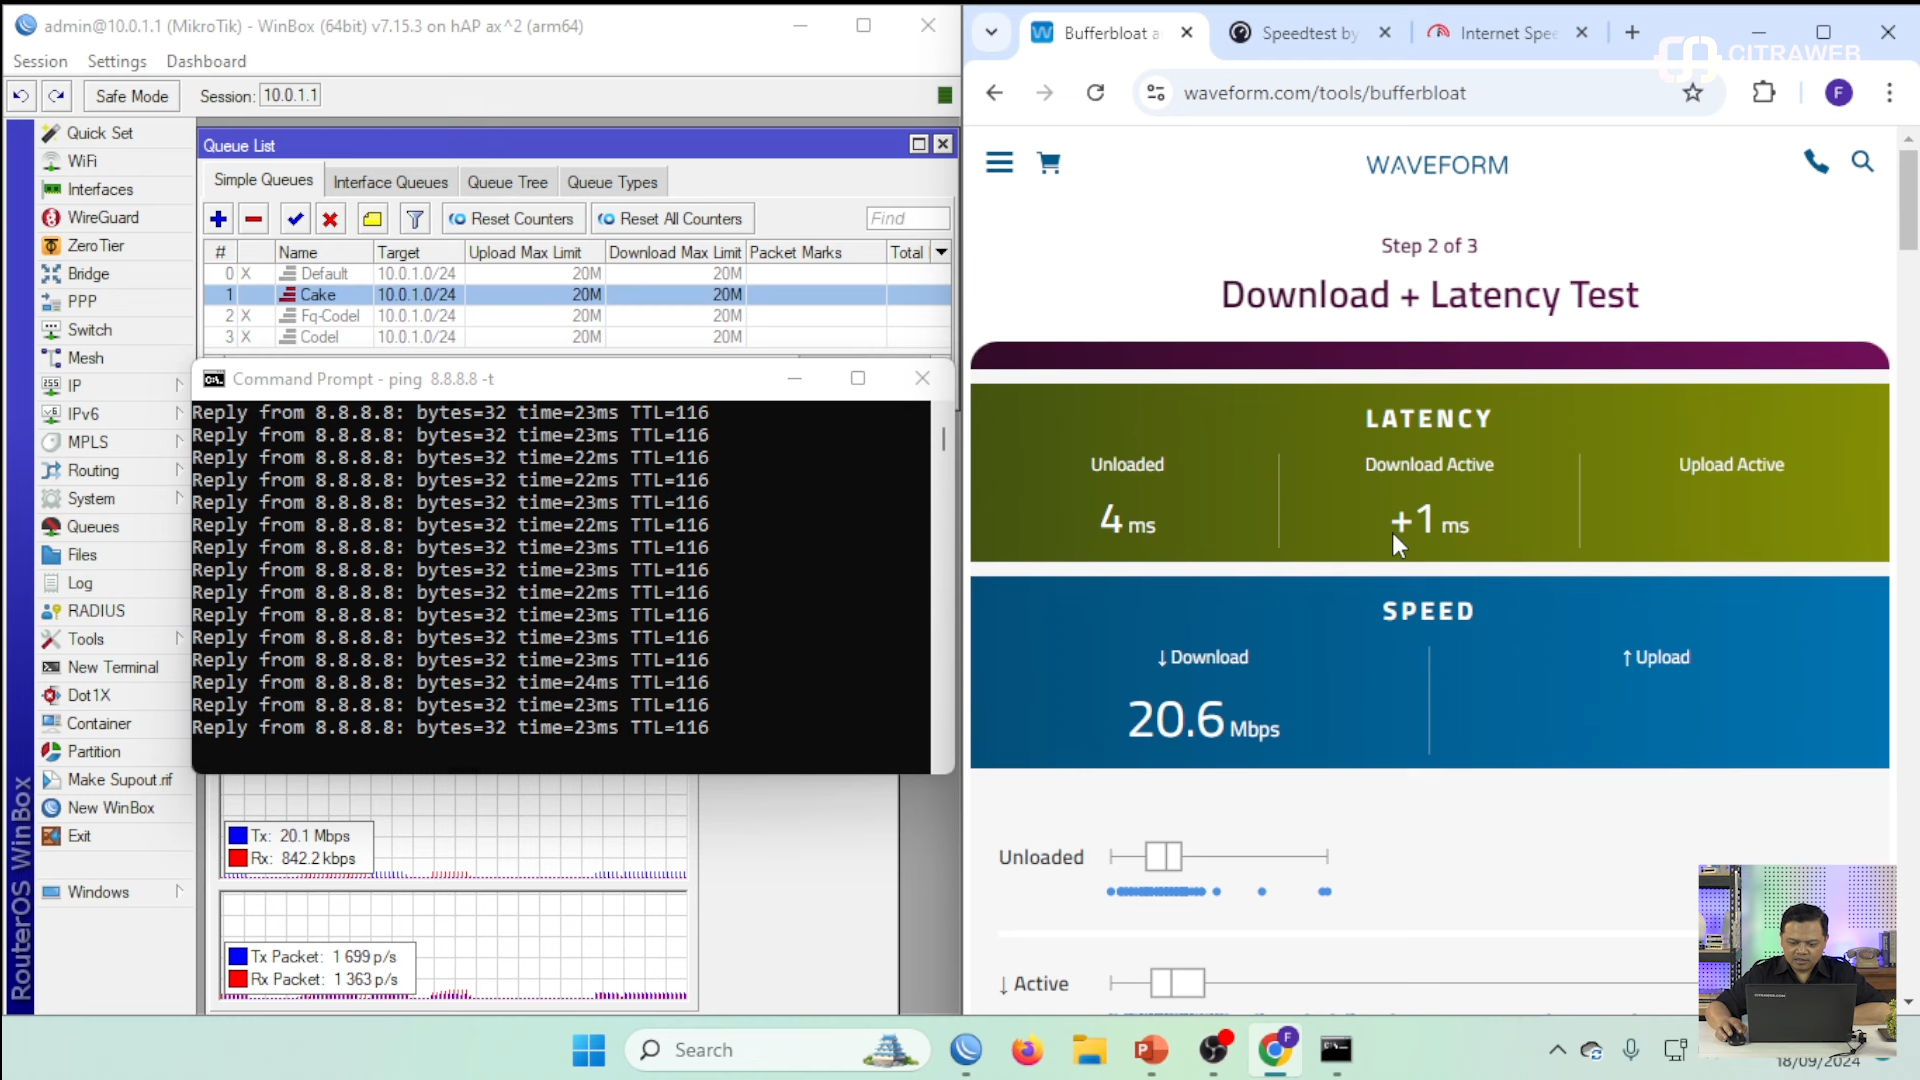 admin@10.0.1.1 (MikroTik) - WinBox (64bit) v7.15.3 on hAP ax^2 (arm64)
Session Settings Dashboard
Safe Mode Session: 10.0.1.1
RouterOS WinBox
Quick Set
WiFi
Interfaces
WireGuard
ZeroTier
Bridge
PPP
Switch
Mesh
IP
IPv6
MPLS
Routing
System
Queues
Files
Log
RADIUS
Tools
New Terminal
Dot1X
Container
Partition
Make Supout.rif
New WinBox
Exit
Windows
Queue List
Simple Queues Interface Queues Queue Tree Queue Types
Reset Counters Reset All Counters Find
# Name Target Upload Max Limit Download Max Limit Packet Marks Total
0 X Default 10.0.1.0/24 20M 20M
1 Cake 10.0.1.0/24 20M 20M
2 X Fq-Codel 10.0.1.0/24 20M 20M
3 X Codel 10.0.1.0/24 20M 20M
Command Prompt - ping 8.8.8.8 -t
Reply from 8.8.8.8: bytes=32 time=23ms TTL=116
Reply from 8.8.8.8: bytes=32 time=23ms TTL=116
Reply from 8.8.8.8: bytes=32 time=22ms TTL=116
Reply from 8.8.8.8: bytes=32 time=22ms TTL=116
Reply from 8.8.8.8: bytes=32 time=23ms TTL=116
Reply from 8.8.8.8: bytes=32 time=22ms TTL=116
Reply from 8.8.8.8: bytes=32 time=23ms TTL=116
Reply from 8.8.8.8: bytes=32 time=23ms TTL=116
Reply from 8.8.8.8: bytes=32 time=22ms TTL=116
Reply from 8.8.8.8: bytes=32 time=23ms TTL=116
Reply from 8.8.8.8: bytes=32 time=23ms TTL=116
Reply from 8.8.8.8: bytes=32 time=23ms TTL=116
Reply from 8.8.8.8: bytes=32 time=24ms TTL=116
Reply from 8.8.8.8: bytes=32 time=23ms TTL=116
Reply from 8.8.8.8: bytes=32 time=23ms TTL=116
Tx: 20.1 Mbps
Rx: 842.2 kbps
Tx Packet: 1 699 p/s
Rx Packet: 1 363 p/s
Bufferbloat a Speedtest by Internet Spee
CITRAWEB
waveform.com/tools/bufferbloat F
WAVEFORM
Step 2 of 3
Download + Latency Test
LATENCY
Unloaded Download Active Upload Active
4 ms +1 ms
SPEED
↓ Download ↑ Upload
20.6 Mbps
Unloaded
↓ Active
Search
18/09/2024